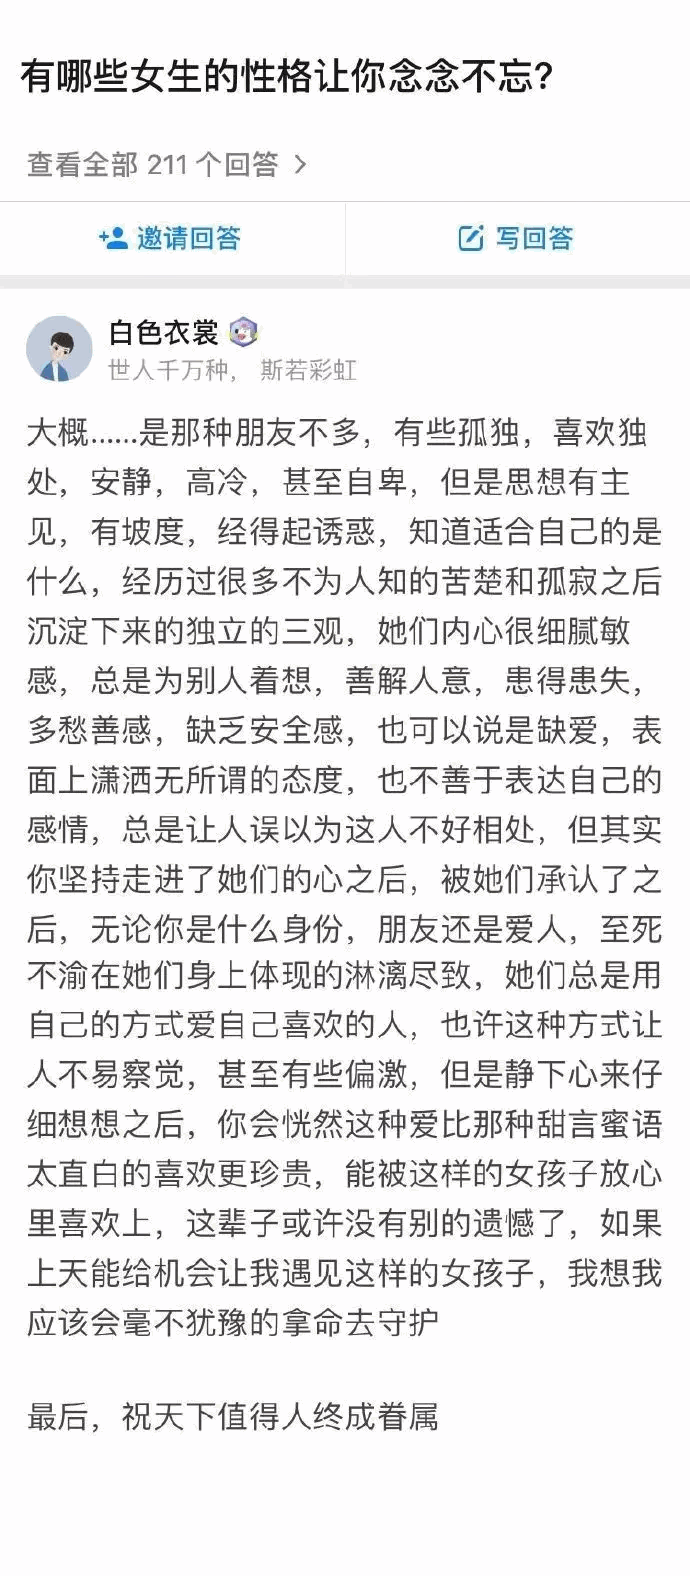 有哪些女生的性格让你念念不忘?
查看全部 211 个回答 >
邀请回答
写回答
白色衣裳
世人千万种， 斯若彩虹
大概......是那种朋友不多，有些孤独，喜欢独
处，安静，高冷，甚至自卑，但是思想有主
见，有坡度，经得起诱惑，知道适合自己的是
什么，经历过很多不为人知的苦楚和孤寂之后
沉淀下来的独立的三观，她们内心很细腻敏
感，总是为别人着想，善解人意，患得患失，
多愁善感，缺乏安全感，也可以说是缺爱，表
面上潇洒无所谓的态度，也不善于表达自己的
感情，总是让人误以为这人不好相处，但其实
你坚持走进了她们的心之后，被她们承认了之
后，无论你是什么身份，朋友还是爱人，至死
不渝在她们身上体现的淋漓尽致，她们总是用
自己的方式爱自己喜欢的人，也许这种方式让
人不易察觉，甚至有些偏激，但是静下心来仔
细想想之后，你会恍然这种爱比那种甜言蜜语
太直白的喜欢更珍贵，能被这样的女孩子放心
里喜欢上，这辈子或许没有别的遗憾了，如果
上天能给机会让我遇见这样的女孩子，我想我
应该会毫不犹豫的拿命去守护
最后，祝天下值得人终成眷属